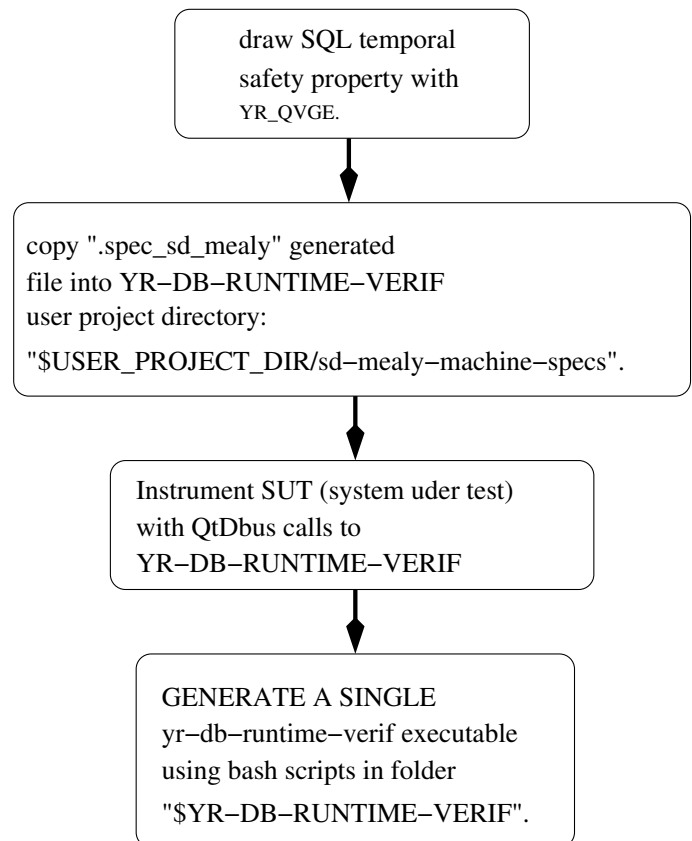 draw SQL temporal
safety property with
YR_QVGE.
copy ".spec_sd_mealy" generated
file into YR−DB−RUNTIME−VERIF
user project directory:
"$USER_PROJECT_DIR/sd−mealy−machine−specs".
Instrument SUT (system uder test)
with QtDbus calls to
YR−DB−RUNTIME−VERIF
GENERATE A SINGLE
yr−db−runtime−verif executable
using bash scripts in folder
"$YR−DB−RUNTIME−VERIF".